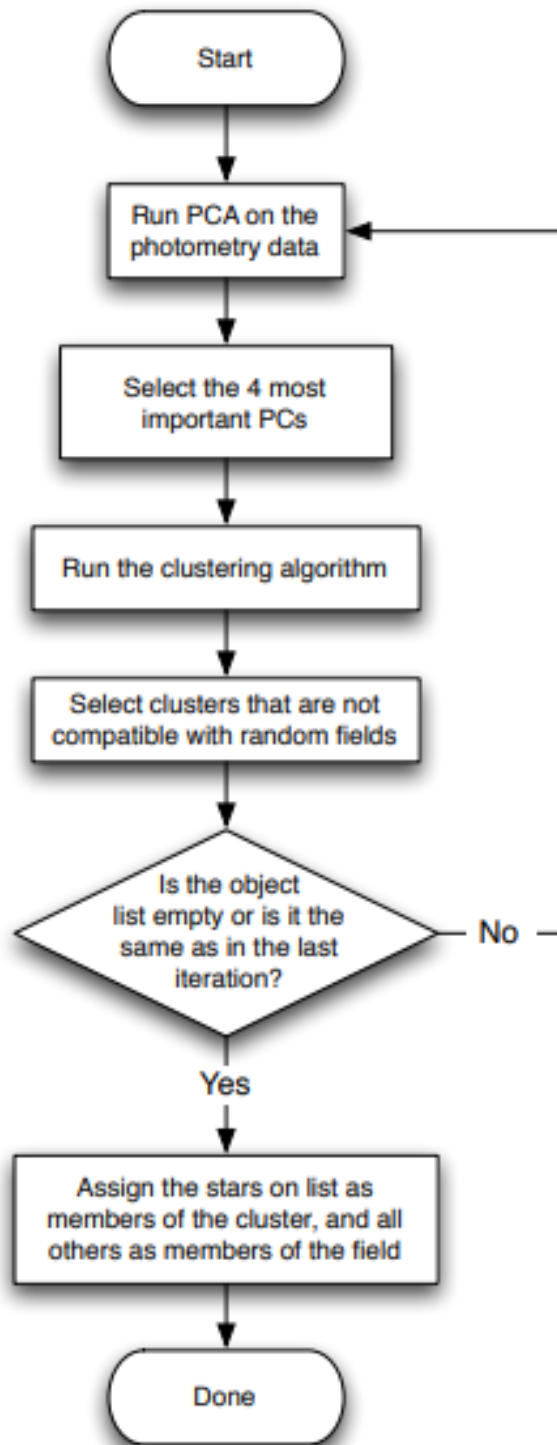 Start
Run PCA on the
photometry data
Select the 4 most
important PCs
Run the clustering algorithm
Select clusters that are not
compatible with random fields
Is the object
list empty or is it the
same as in the last
iteration?
No
Yes
Assign the stars on list as
members of the cluster, and all
others as members of the field
Done